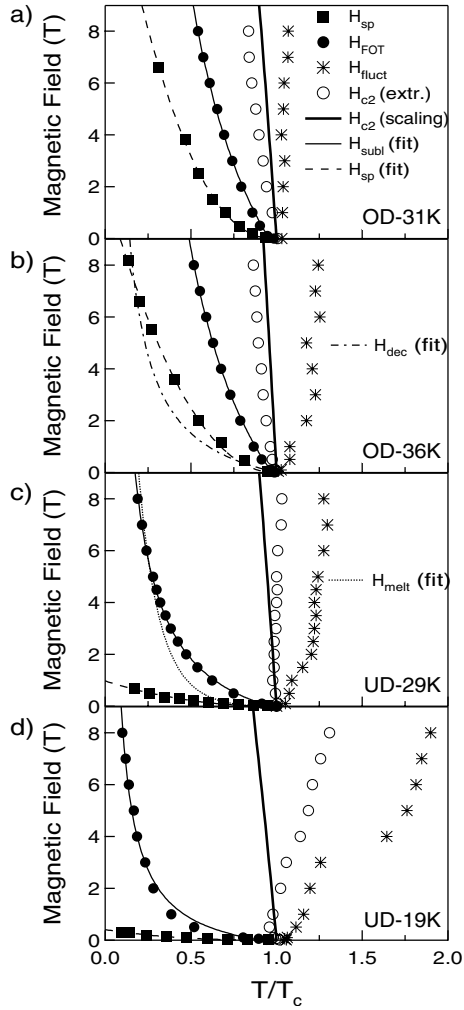 a)
Magnetic Field (T)
8
6
4
2
0
H_sp
H_FOT
H_fluct
H_c2 (extr.)
H_c2 (scaling)
H_subl (fit)
H_sp (fit)
OD-31K
b)
Magnetic Field (T)
8
6
4
2
0
H_dec (fit)
OD-36K
c)
Magnetic Field (T)
8
6
4
2
0
H_melt (fit)
UD-29K
d)
Magnetic Field (T)
8
6
4
2
0
UD-19K
0.0 0.5 1.0 1.5 2.0
T/T_c